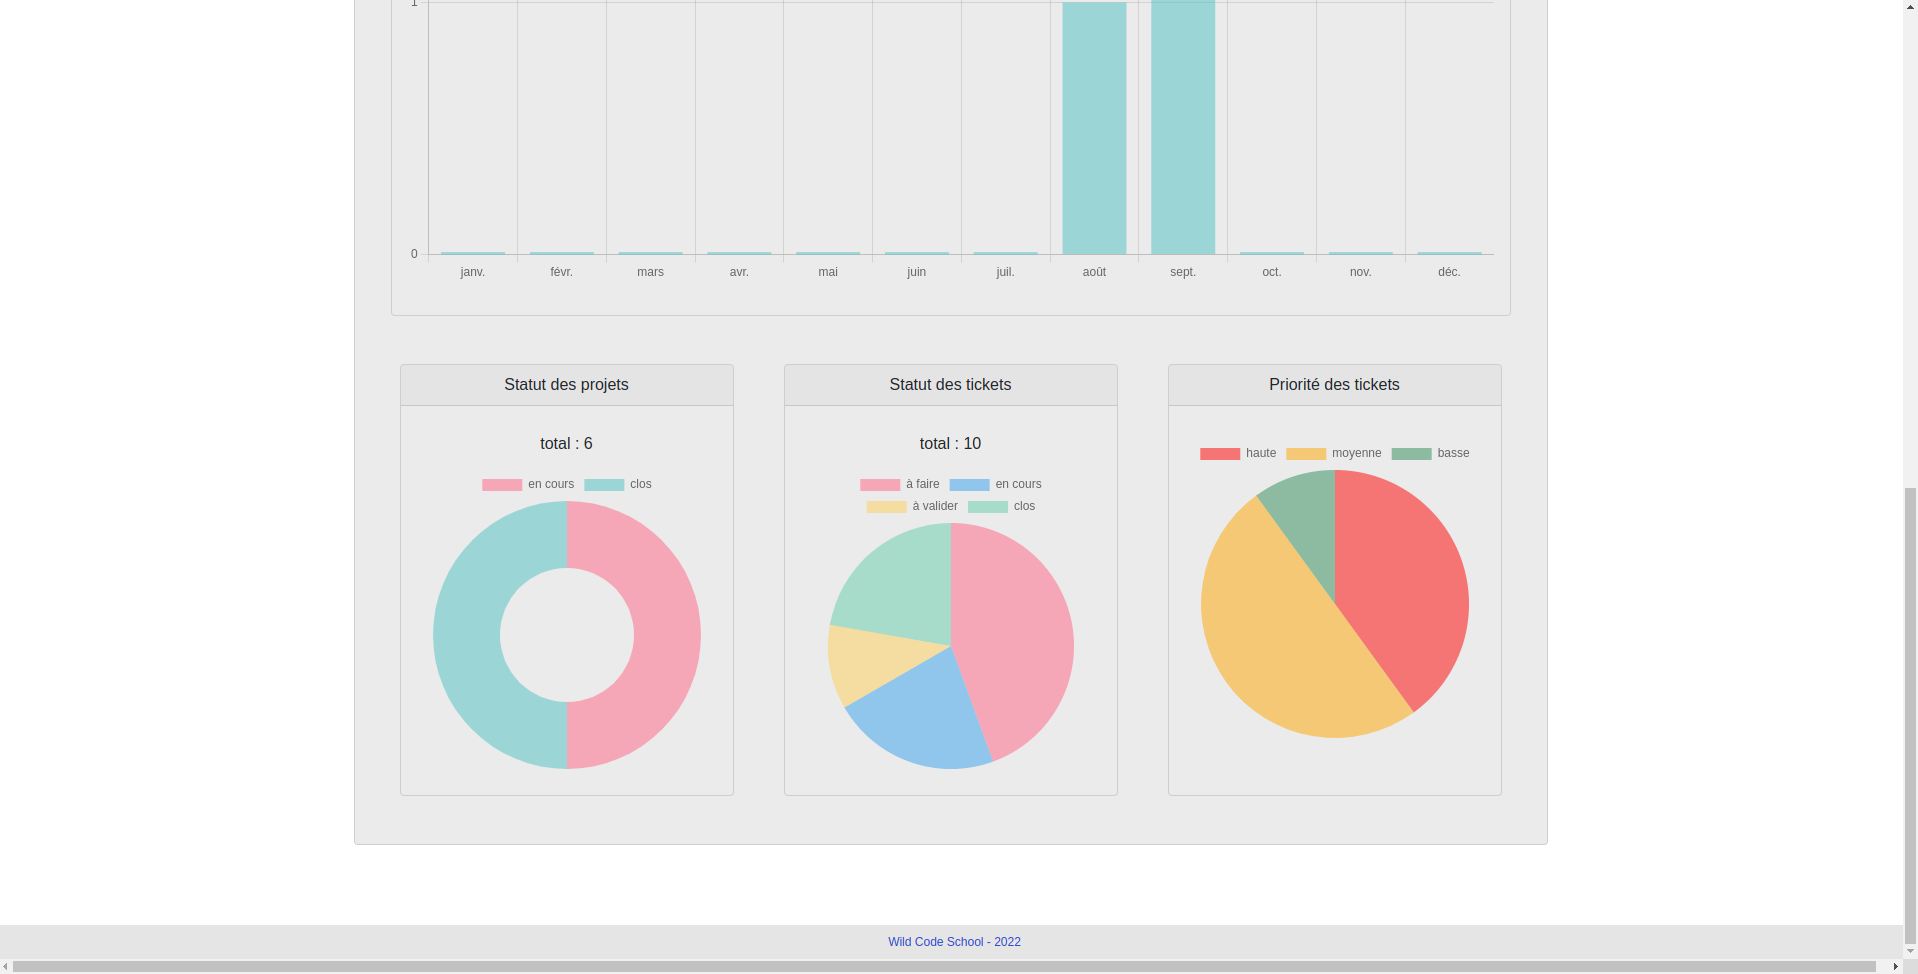 1
0
janv. févr. mars avr. mai juin juil. août sept. oct. nov. déc.
Statut des projets
total : 6
en cours clos
Statut des tickets
total : 10
à faire en cours
à valider clos
Priorité des tickets
haute moyenne basse
Wild Code School - 2022